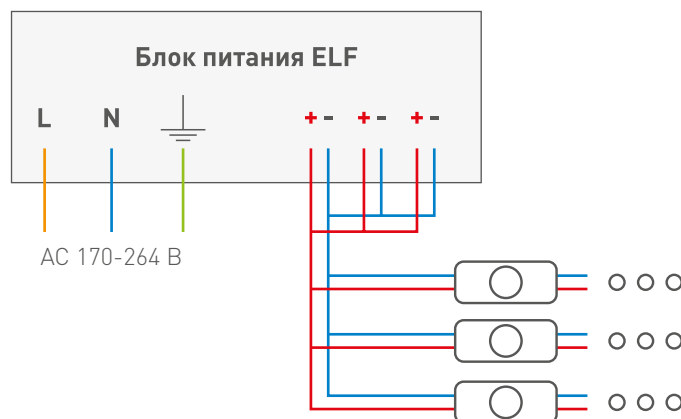 Блок питания ELF
L N + - + - + -
AC 170-264 В